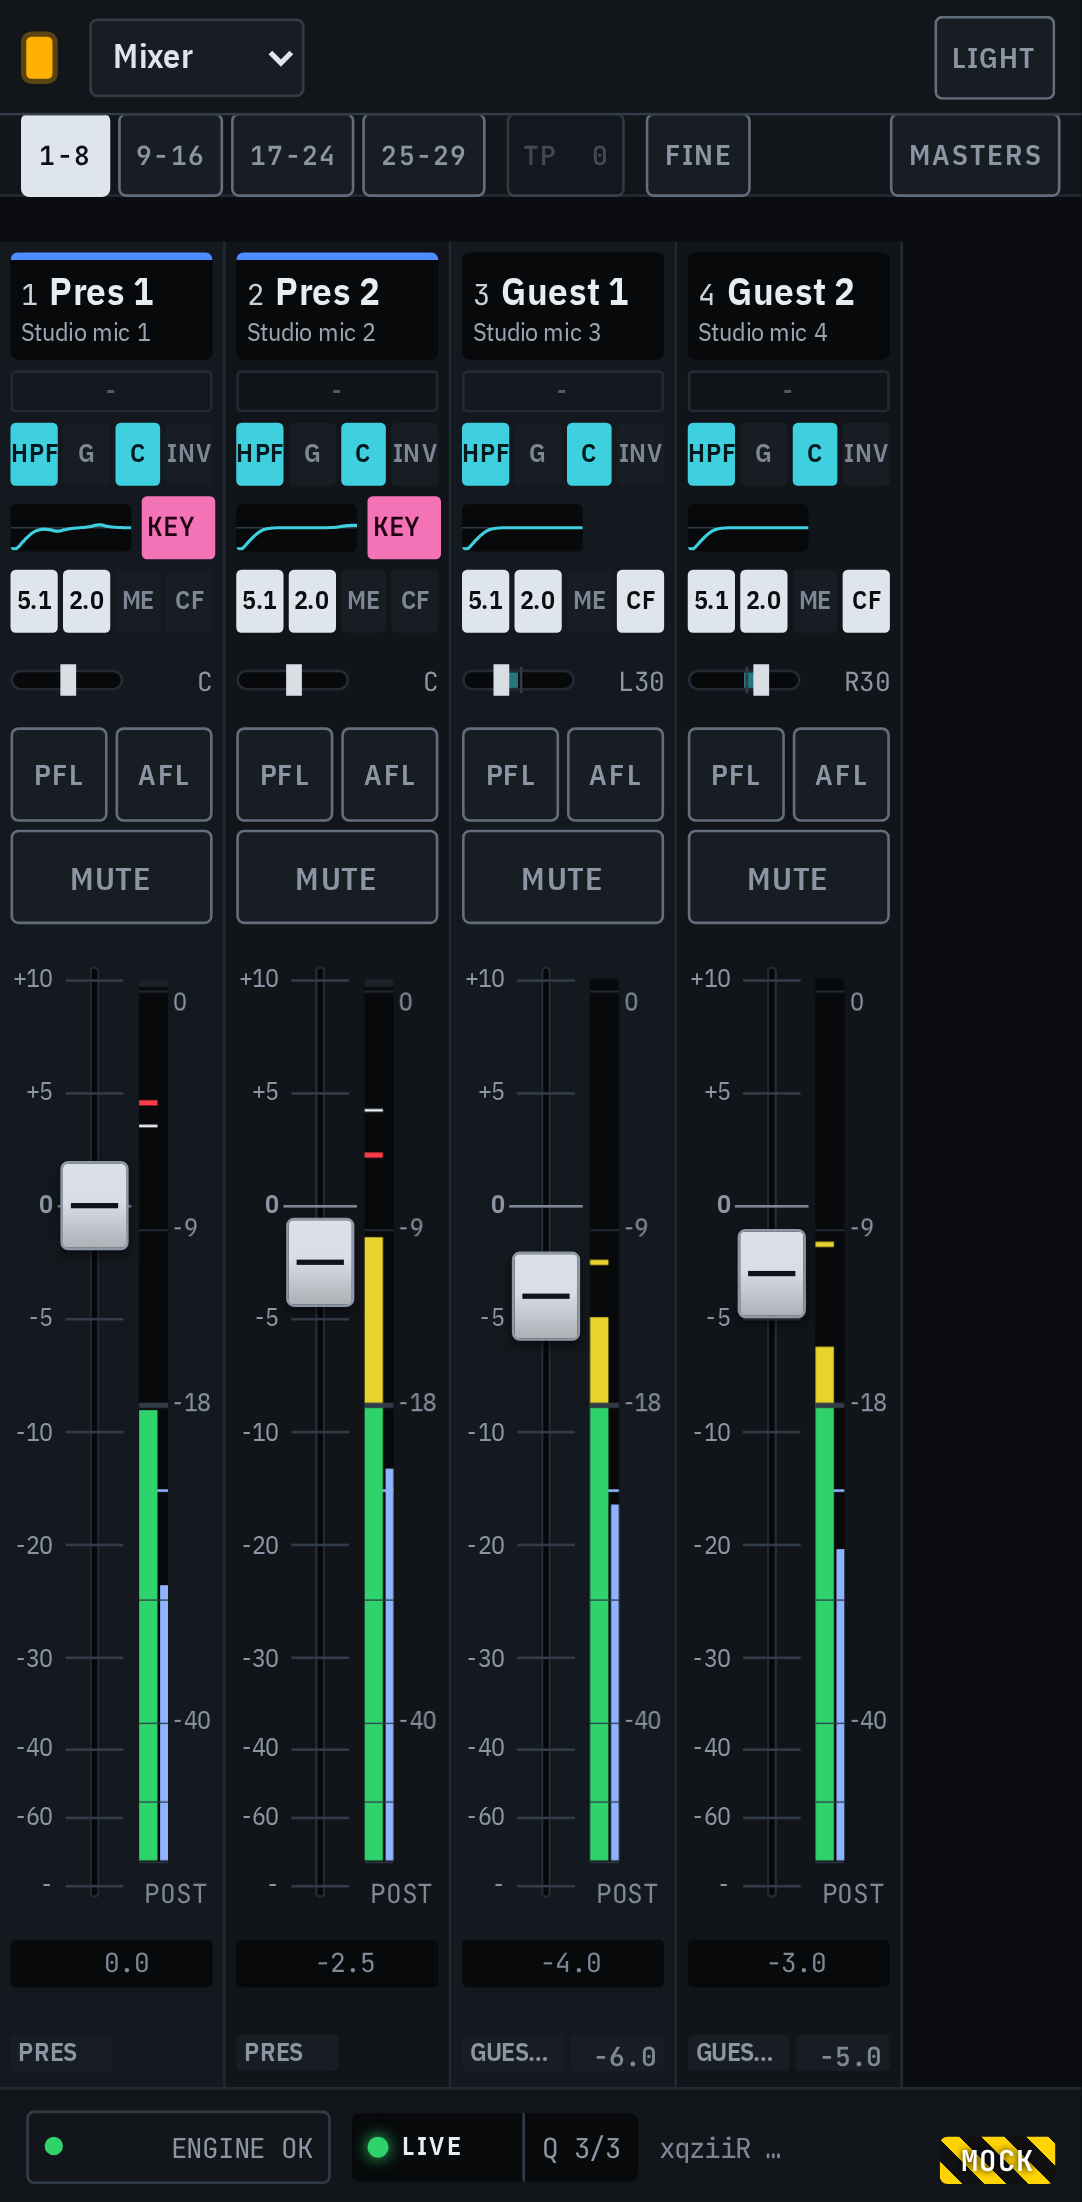 Mixer LIGHT
1-8 9-16 17-24 25-29 TP 0 FINE MASTERS
1 Pres 1 2 Pres 2 3 Guest 1 4 Guest 2
Studio mic 1 Studio mic 2 Studio mic 3 Studio mic 4
- - - -
HPF G C INV HPF G C INV HPF G C INV HPF G C INV
KEY KEY
5.1 2.0 ME CF 5.1 2.0 ME CF 5.1 2.0 ME CF 5.1 2.0 ME CF
C C L30 R30
PFL AFL PFL AFL PFL AFL PFL AFL
MUTE MUTE MUTE MUTE
+10 +10 +10 +10
0 0 0 0
+5 +5 +5 +5
0 0 0 0
-9 -9 -9 -9
-5 -5 -5 -5
-18 -18 -18 -18
-10 -10 -10 -10
-20 -20 -20 -20
-30 -30 -30 -30
-40 -40 -40 -40
-40 -40 -40 -40
-60 -60 -60 -60
- - - -
POST POST POST POST
0.0 -2.5 -4.0 -3.0
PRES PRES GUES... -6.0 GUES... -5.0
ENGINE OK LIVE Q 3/3 xqziiR … MOCK